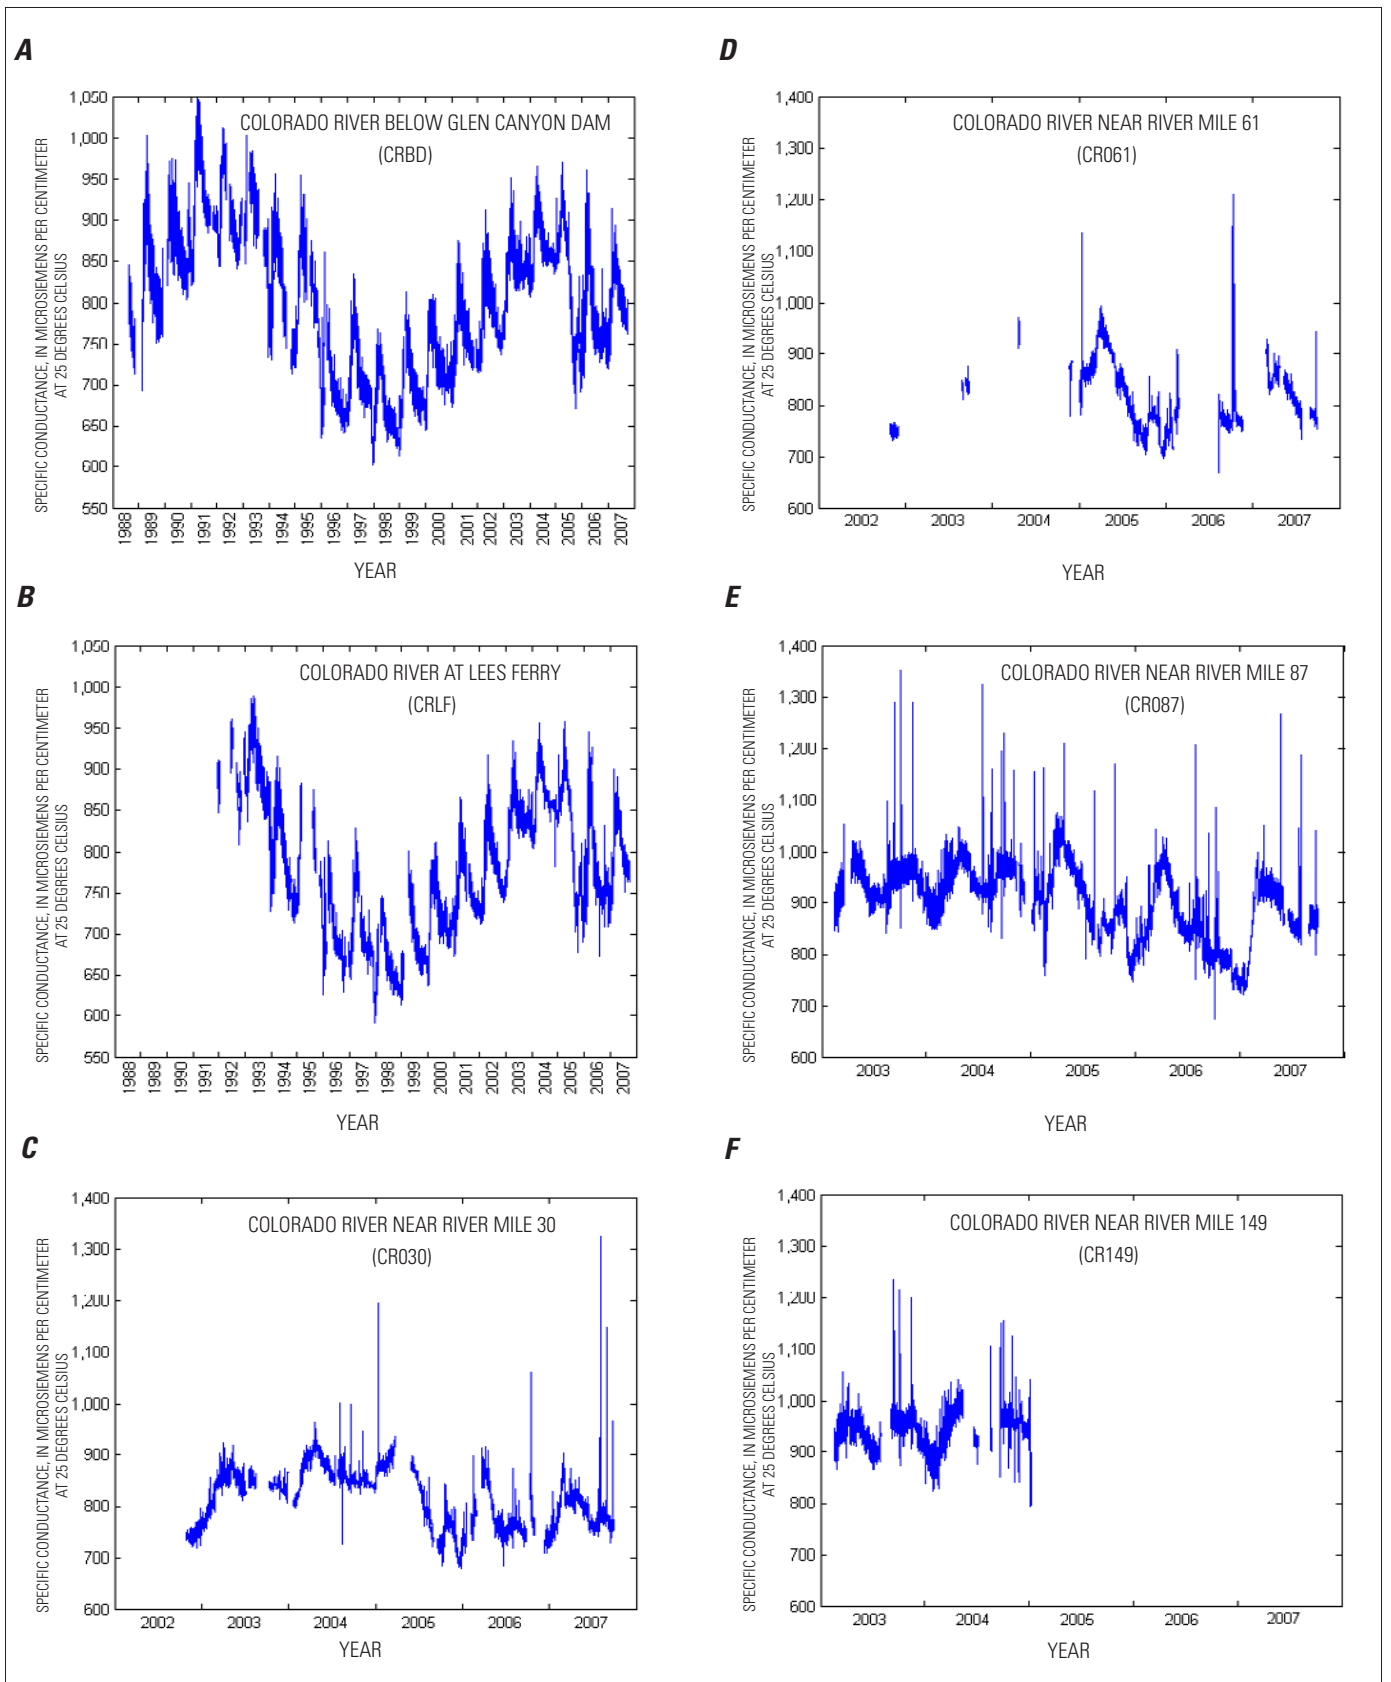 A
SPECIFIC CONDUCTANCE, IN MICROSIEMENS PER CENTIMETER
AT 25 DEGREES CELSIUS
1,050
1,000
950
900
850
800
750
700
650
600
550
COLORADO RIVER BELOW GLEN CANYON DAM
(CRBD)
1988 1989 1990 1991 1992 1993 1994 1995 1996 1997 1998 1999 2000 2001 2002 2003 2004 2005 2006 2007
YEAR
B
SPECIFIC CONDUCTANCE, IN MICROSIEMENS PER CENTIMETER
AT 25 DEGREES CELSIUS
1,050
1,000
950
900
850
800
750
700
650
600
550
COLORADO RIVER AT LEES FERRY
(CRLF)
1988 1989 1990 1991 1992 1993 1994 1995 1996 1997 1998 1999 2000 2001 2002 2003 2004 2005 2006 2007
YEAR
C
SPECIFIC CONDUCTANCE, IN MICROSIEMENS PER CENTIMETER
AT 25 DEGREES CELSIUS
1,400
1,300
1,200
1,100
1,000
900
800
700
600
COLORADO RIVER NEAR RIVER MILE 30
(CR030)
2002 2003 2004 2005 2006 2007
YEAR
D
SPECIFIC CONDUCTANCE, IN MICROSIEMENS PER CENTIMETER
AT 25 DEGREES CELSIUS
1,400
1,300
1,200
1,100
1,000
900
800
700
600
COLORADO RIVER NEAR RIVER MILE 61
(CR061)
2002 2003 2004 2005 2006 2007
YEAR
E
SPECIFIC CONDUCTANCE, IN MICROSIEMENS PER CENTIMETER
AT 25 DEGREES CELSIUS
1,400
1,300
1,200
1,100
1,000
900
800
700
600
COLORADO RIVER NEAR RIVER MILE 87
(CR087)
2003 2004 2005 2006 2007
YEAR
F
SPECIFIC CONDUCTANCE, IN MICROSIEMENS PER CENTIMETER
AT 25 DEGREES CELSIUS
1,400
1,300
1,200
1,100
1,000
900
800
700
600
COLORADO RIVER NEAR RIVER MILE 149
(CR149)
2003 2004 2005 2006 2007
YEAR